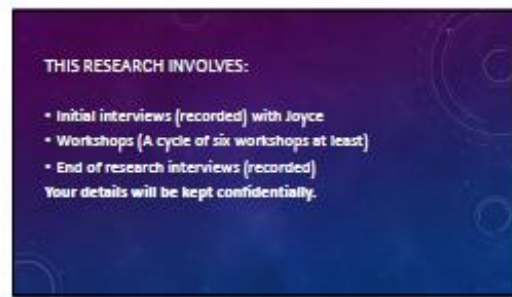 THIS RESEARCH INVOLVES:
• Initial interviews (recorded) with Joyce
• Workshops (A cycle of six workshops at least)
• End of research interviews (recorded)
Your details will be kept confidentially.